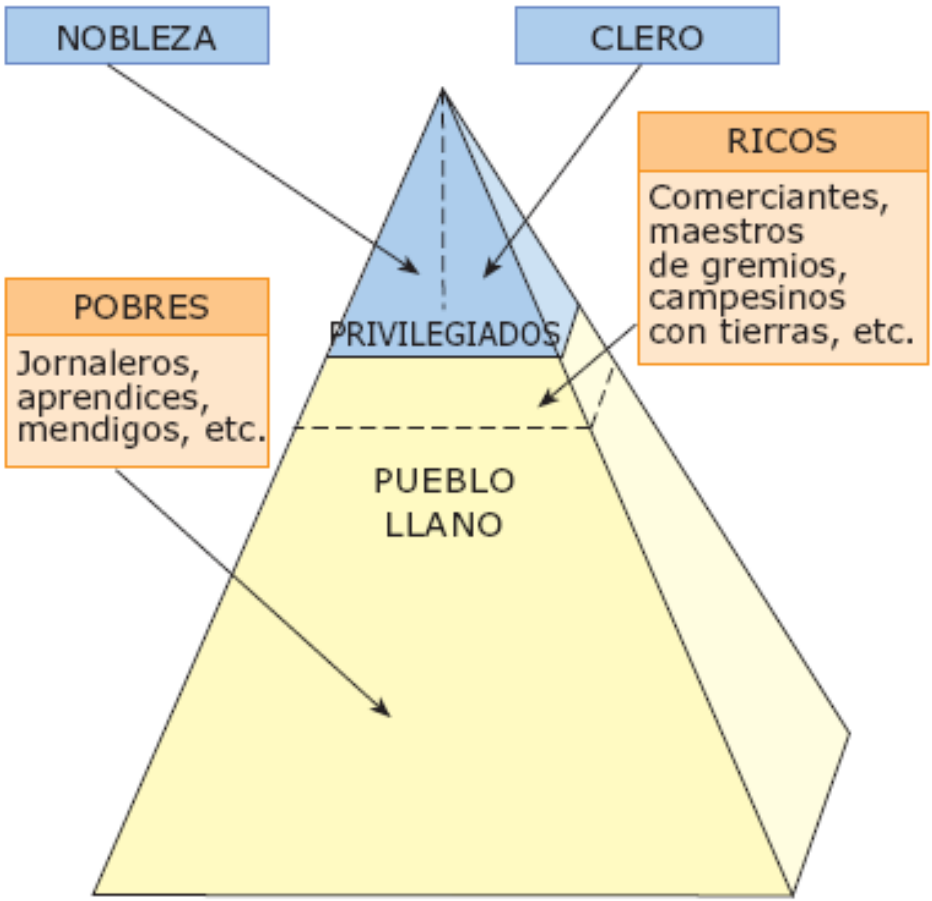 NOBLEZA
CLERO
RICOS
Comerciantes,
maestros
de gremios,
campesinos
con tierras, etc.
POBRES
Jornaleros,
aprendices,
mendigos, etc.
PRIVILEGIADOS
PUEBLO
LLANO